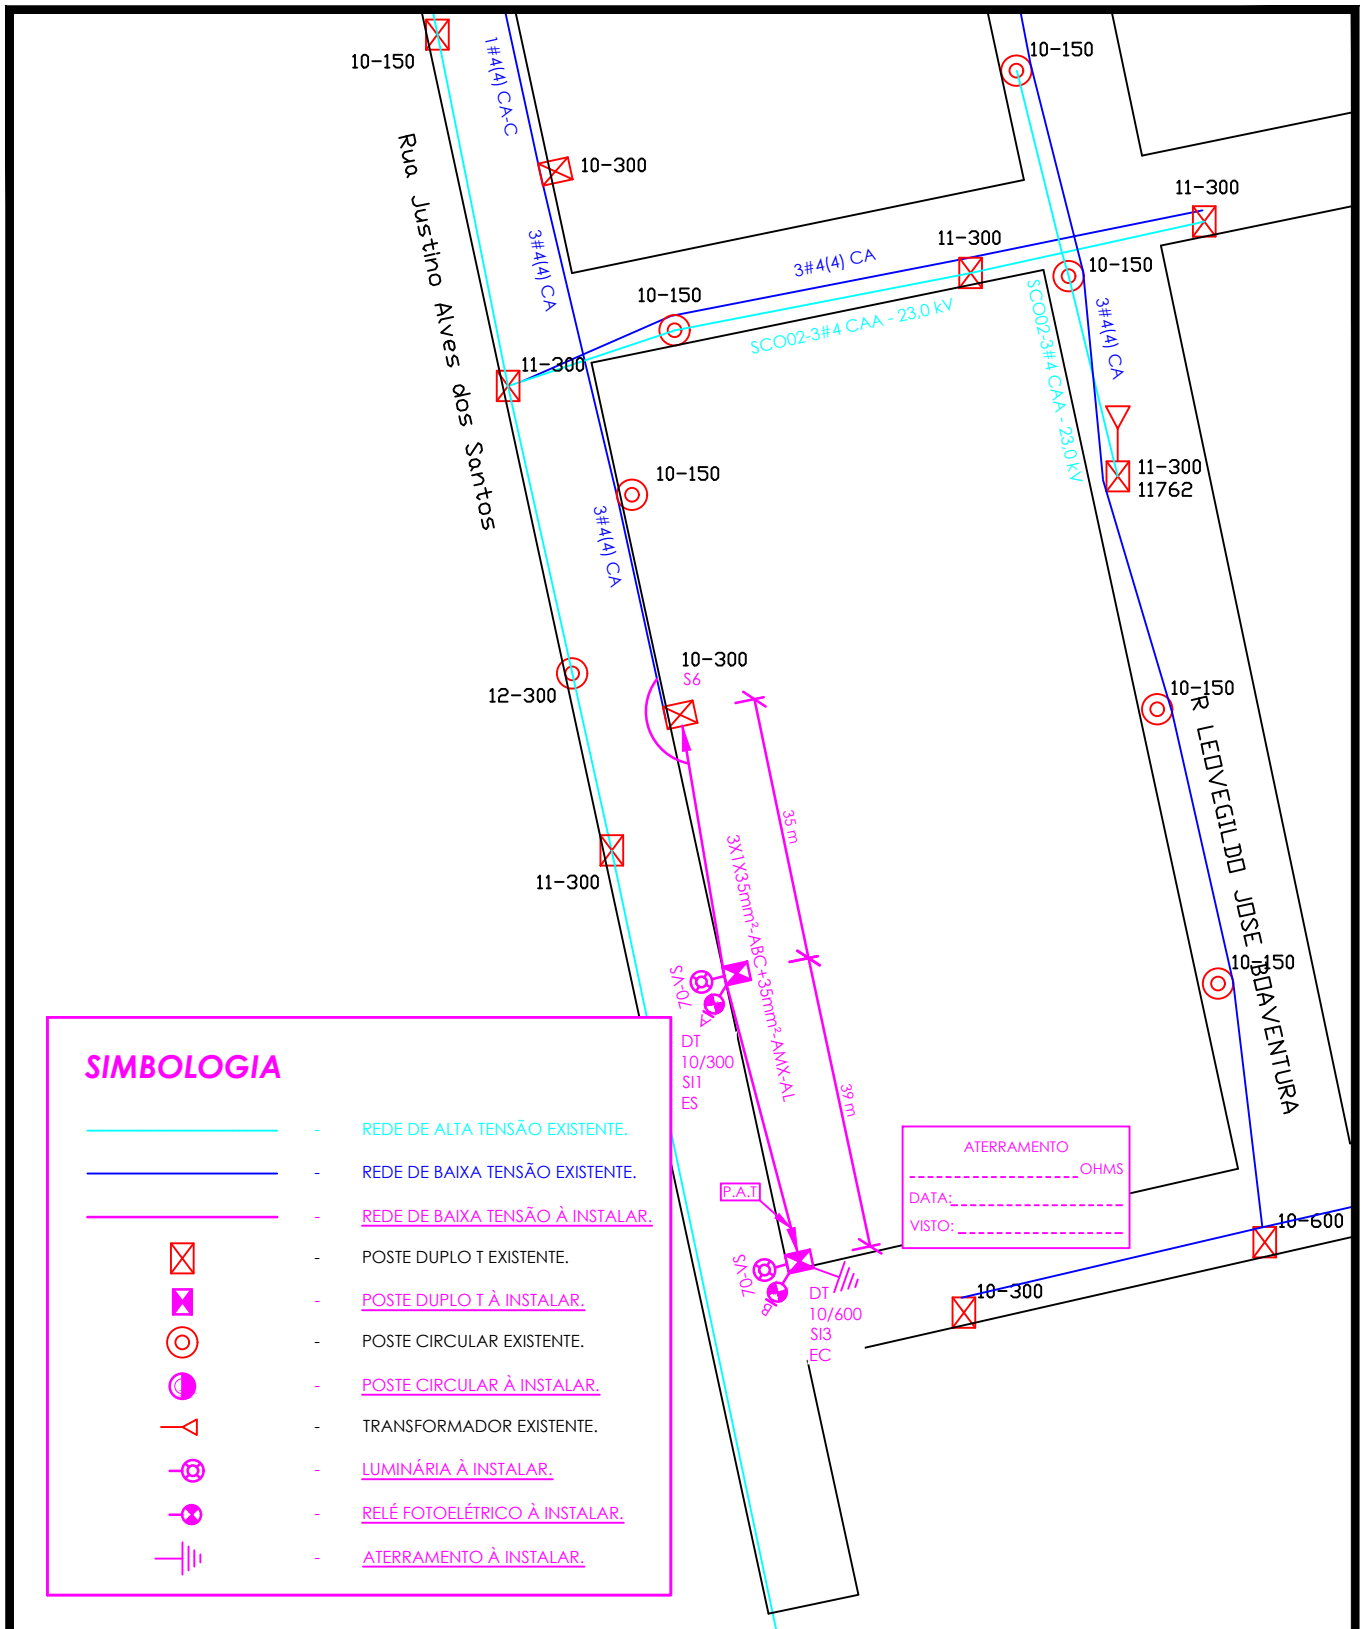 10-150
10-150
1#4(4) CA-C
Rua Justino Alves dos Santos
10-300
11-300
3#4(4) CA
11-300
3#4(4) CA
10-150
10-150
SCO02-3#4 CAA - 23,0 kV
SCO02-3#4 CAA - 23,0 kV
3#4(4) CA
11-300
10-150
11-300
11762
3#4(4) CA
10-300
S6
12-300
10-150
R LEOVEGILDO JOSE BOAVENTURA
35 m
3X1X35mm²-ABC+35mm²-AMX-AL
11-300
10-150
70-VS
DT
10/300
SI1
ES
39 m
ATERRAMENTO
OHMS
DATA:
VISTO:
P.A.T
10-600
70-VS
DT
10/600
SI3
EC
10-300
SIMBOLOGIA
- REDE DE ALTA TENSÃO EXISTENTE.
- REDE DE BAIXA TENSÃO EXISTENTE.
- REDE DE BAIXA TENSÃO À INSTALAR.
- POSTE DUPLO T EXISTENTE.
- POSTE DUPLO T À INSTALAR.
- POSTE CIRCULAR EXISTENTE.
- POSTE CIRCULAR À INSTALAR.
- TRANSFORMADOR EXISTENTE.
- LUMINÁRIA À INSTALAR.
- RELÉ FOTOELÉTRICO À INSTALAR.
- ATERRAMENTO À INSTALAR.